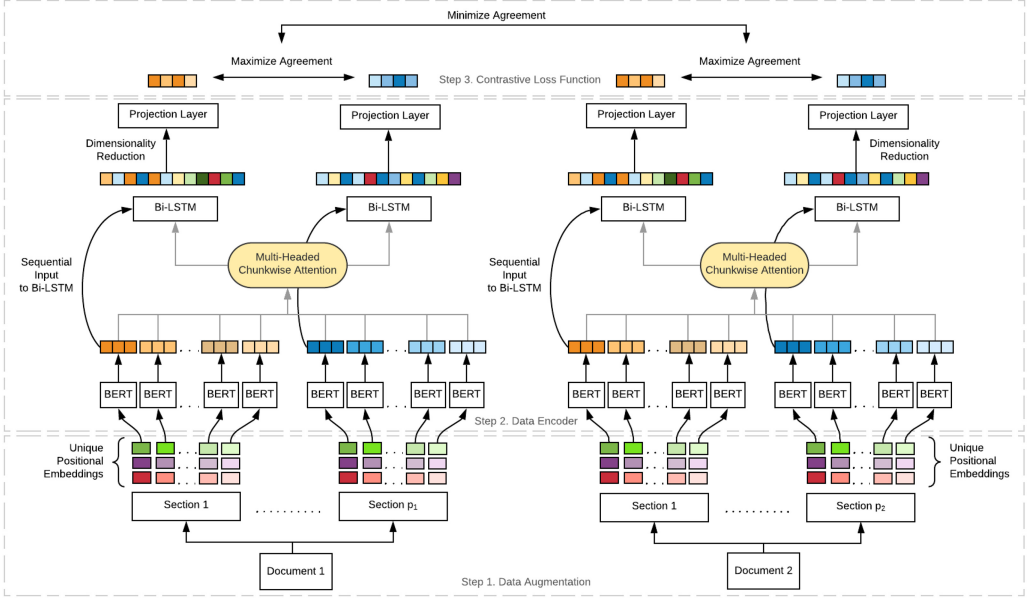 Minimize Agreement
Maximize Agreement
Maximize Agreement
Step 3. Contrastive Loss Function
Projection Layer
Projection Layer
Projection Layer
Projection Layer
Dimensionality
Reduction
Dimensionality
Reduction
Bi-LSTM
Bi-LSTM
Bi-LSTM
Bi-LSTM
Sequential
Input
to Bi-LSTM
Multi-Headed
Chunkwise Attention
Sequential
Input
to Bi-LSTM
Multi-Headed
Chunkwise Attention
BERT BERT . . . BERT BERT
BERT BERT . . . BERT BERT
BERT BERT . . . BERT BERT
BERT BERT . . . BERT BERT
Step 2. Data Encoder
Unique
Positional
Embeddings
Unique
Positional
Embeddings
Section 1 . . . . . . . . . . Section p₁
Section 1 . . . . . . . . . . Section p₂
Document 1
Document 2
Step 1. Data Augmentation